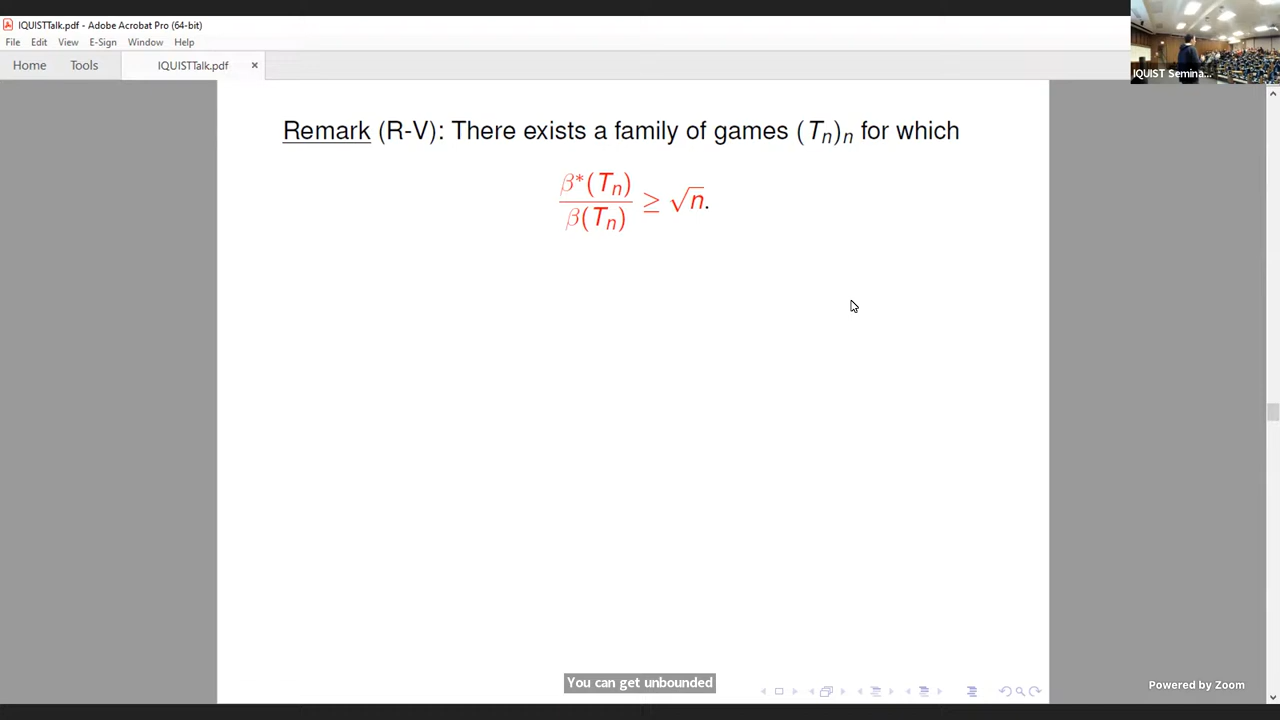 IQUISTTalk.pdf - Adobe Acrobat Pro (64-bit)
File Edit View E-Sign Window Help
Home Tools IQUISTTalk.pdf ×
IQUIST Semina...
Remark (R-V): There exists a family of games (Tₙ)ₙ for which
β*(Tₙ)
β(Tₙ) ≥ √n.
You can get unbounded
Powered by Zoom